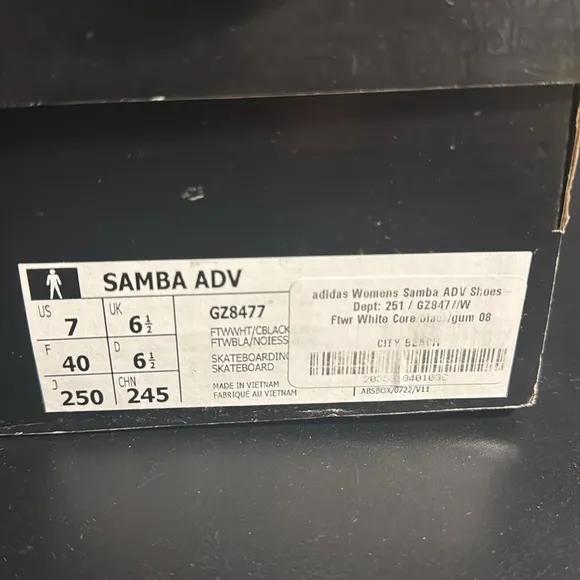 SAMBA ADV
US
7
UK
6½
F
40
D
6½
J
250
CHN
245
GZ8477
FTWWHT/CBLACK
FTWBLA/NOIESS
SKATEBOARDING
SKATEBOARD
MADE IN VIETNAM
FABRIQUÉ AU VIETNAM
adidas Womens Samba ADV Shoes -
Dept: 251 / GZ8477/W
Ftwr White Core /gum 08
CITY BEACH
ABSBOX/0722/V11